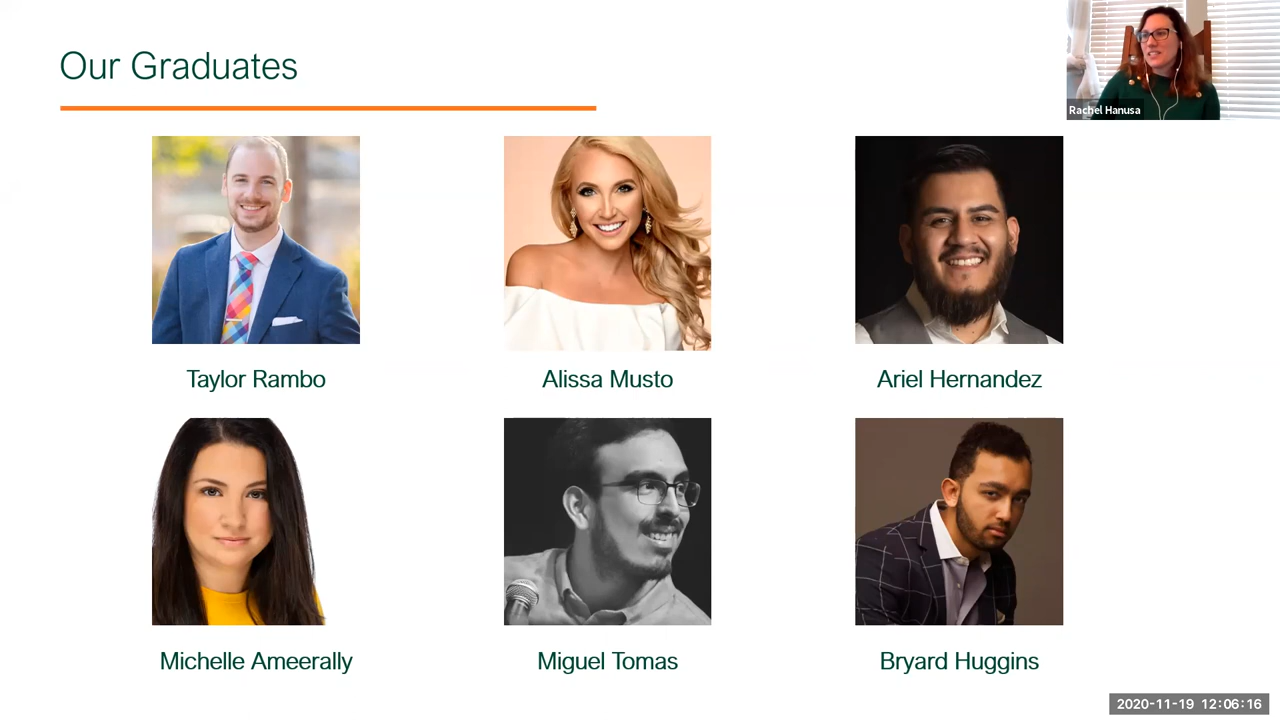 Our Graduates
Rachel Hanusa
Taylor Rambo
Alissa Musto
Ariel Hernandez
Michelle Ameerally
Miguel Tomas
Bryard Huggins
2020-11-19 12:06:16